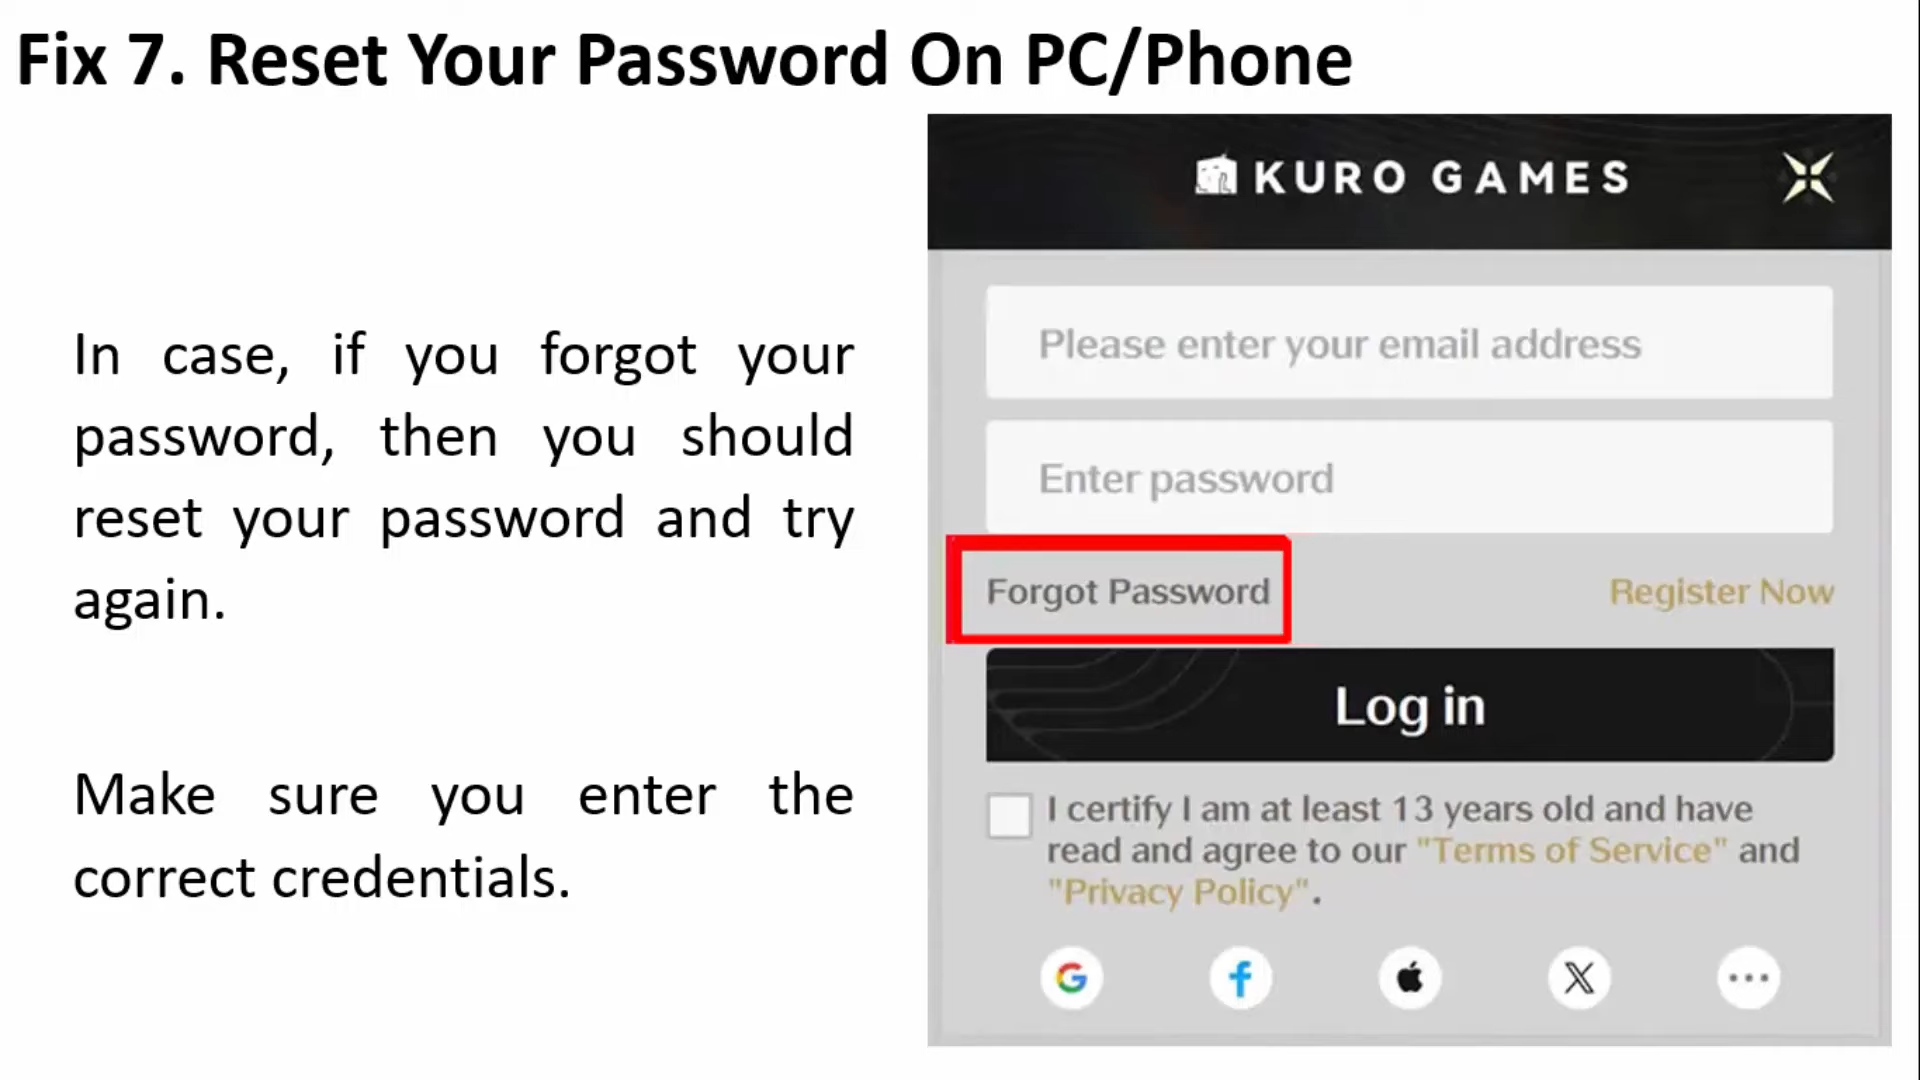 Fix 7. Reset Your Password On PC/Phone
In case, if you forgot your
password, then you should
reset your password and try
again.
Make sure you enter the
correct credentials.
KURO GAMES
Please enter your email address
Enter password
Forgot Password
Register Now
Log in
I certify I am at least 13 years old and have
read and agree to our "Terms of Service" and
"Privacy Policy".